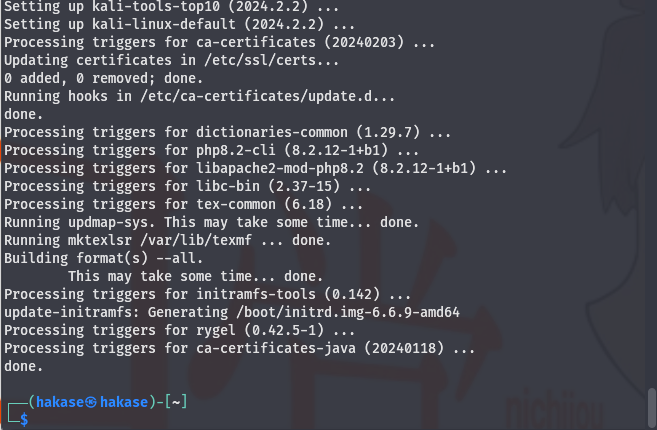 Setting up kali-tools-top10 (2024.2.2) ...
Setting up kali-linux-default (2024.2.2) ...
Processing triggers for ca-certificates (20240203) ...
Updating certificates in /etc/ssl/certs...
0 added, 0 removed; done.
Running hooks in /etc/ca-certificates/update.d...
done.
Processing triggers for dictionaries-common (1.29.7) ...
Processing triggers for php8.2-cli (8.2.12-1+b1) ...
Processing triggers for libapache2-mod-php8.2 (8.2.12-1+b1) ...
Processing triggers for libc-bin (2.37-15) ...
Processing triggers for tex-common (6.18) ...
Running updmap-sys. This may take some time... done.
Running mktexlsr /var/lib/texmf ... done.
Building format(s) --all.
        This may take some time... done.
Processing triggers for initramfs-tools (0.142) ...
update-initramfs: Generating /boot/initrd.img-6.6.9-amd64
Processing triggers for rygel (0.42.5-1) ...
Processing triggers for ca-certificates-java (20240118) ...
done.
┌──(hakase㉿hakase)-[~]
└─$
nichijou